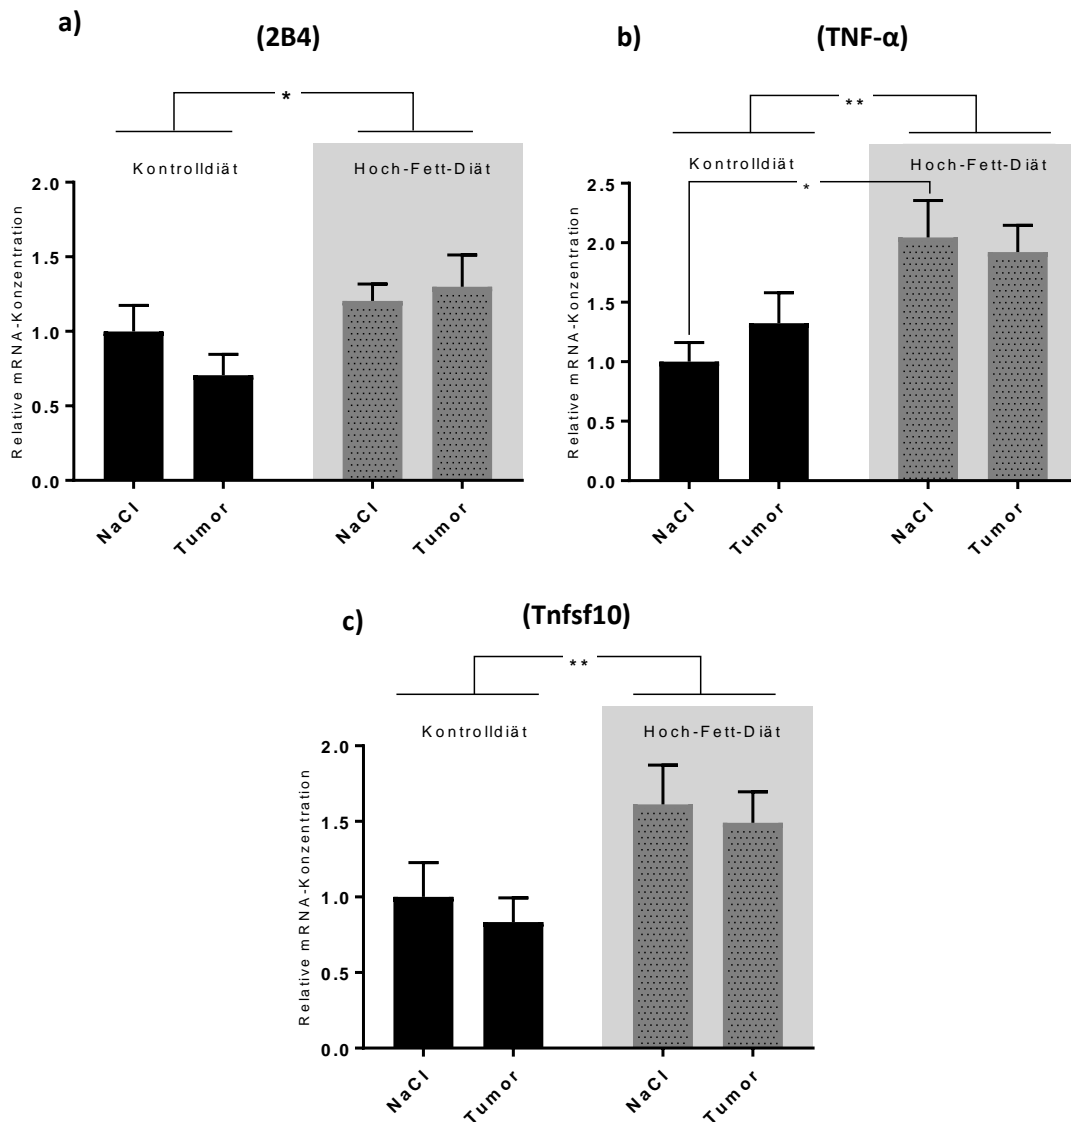 a)
(2B4)
*
Kontrolldiät
Hoch-Fett-Diät
Relative mRNA-Konzentration
2.0
1.5
1.0
0.5
0.0
NaCl
Tumor
NaCl
Tumor
b)
(TNF-α)
**
Kontrolldiät
Hoch-Fett-Diät
*
Relative mRNA-Konzentration
2.5
2.0
1.5
1.0
0.5
0.0
NaCl
Tumor
NaCl
Tumor
c)
(Tnfsf10)
**
Kontrolldiät
Hoch-Fett-Diät
Relative mRNA-Konzentration
2.0
1.5
1.0
0.5
0.0
NaCl
Tumor
NaCl
Tumor